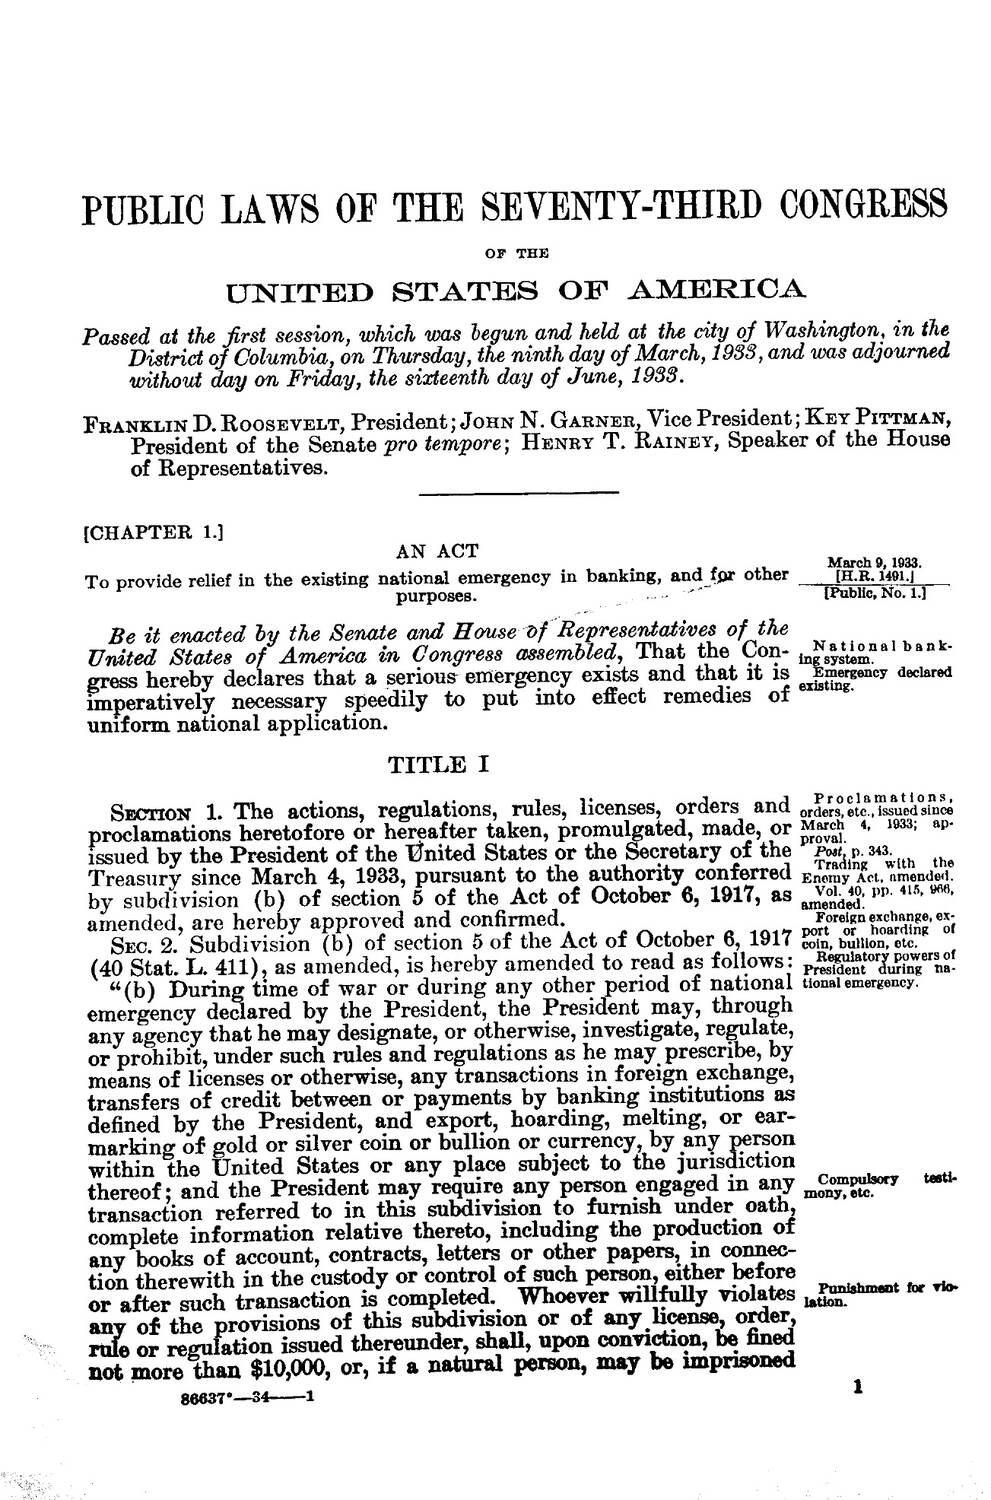 PUBLIC LAWS OF THE SEVENTY-THIRD CONGRESS
OF THE
UNITED STATES OF AMERICA
Passed at the first session, which was begun and held at the city of Washington, in the
District of Columbia, on Thursday, the ninth day of March, 1933, and was adjourned
without day on Friday, the sixteenth day of June, 1933.
FRANKLIN D. ROOSEVELT, President; JOHN N. GARNER, Vice President; KEY PITTMAN,
President of the Senate pro tempore; HENRY T. RAINEY, Speaker of the House
of Representatives.
[CHAPTER 1.]
AN ACT
To provide relief in the existing national emergency in banking, and for other
purposes.
March 9, 1933.
[H.R. 1491.]
[Public, No. 1.]
Be it enacted by the Senate and House of Representatives of the
United States of America in Congress assembled, That the Con-
gress hereby declares that a serious emergency exists and that it is
imperatively necessary speedily to put into effect remedies of
uniform national application.
National bank-
ing system.
Emergency declared
existing.
TITLE I
SECTION 1. The actions, regulations, rules, licenses, orders and
proclamations heretofore or hereafter taken, promulgated, made, or
issued by the President of the United States or the Secretary of the
Treasury since March 4, 1933, pursuant to the authority conferred
by subdivision (b) of section 5 of the Act of October 6, 1917, as
amended, are hereby approved and confirmed.
Proclamations,
orders, etc., issued since
March 4, 1933; ap-
proval.
Post, p. 343.
Trading with the
Enemy Act, amended.
Vol. 40, pp. 415, 966,
amended.
SEC. 2. Subdivision (b) of section 5 of the Act of October 6, 1917
(40 Stat. L. 411), as amended, is hereby amended to read as follows:
Foreign exchange, ex-
port or hoarding of
coin, bullion, etc.
Regulatory powers of
President during na-
tional emergency.
"(b) During time of war or during any other period of national
emergency declared by the President, the President may, through
any agency that he may designate, or otherwise, investigate, regulate,
or prohibit, under such rules and regulations as he may prescribe, by
means of licenses or otherwise, any transactions in foreign exchange,
transfers of credit between or payments by banking institutions as
defined by the President, and export, hoarding, melting, or ear-
marking of gold or silver coin or bullion or currency, by any person
within the United States or any place subject to the jurisdiction
thereof; and the President may require any person engaged in any
transaction referred to in this subdivision to furnish under oath,
complete information relative thereto, including the production of
any books of account, contracts, letters or other papers, in connec-
tion therewith in the custody or control of such person, either before
or after such transaction is completed. Whoever willfully violates
any of the provisions of this subdivision or of any license, order,
rule or regulation issued thereunder, shall, upon conviction, be fined
not more than $10,000, or, if a natural person, may be imprisoned
Compulsory testi-
mony, etc.
Punishment for vio-
lation.
86637°—34——1
1